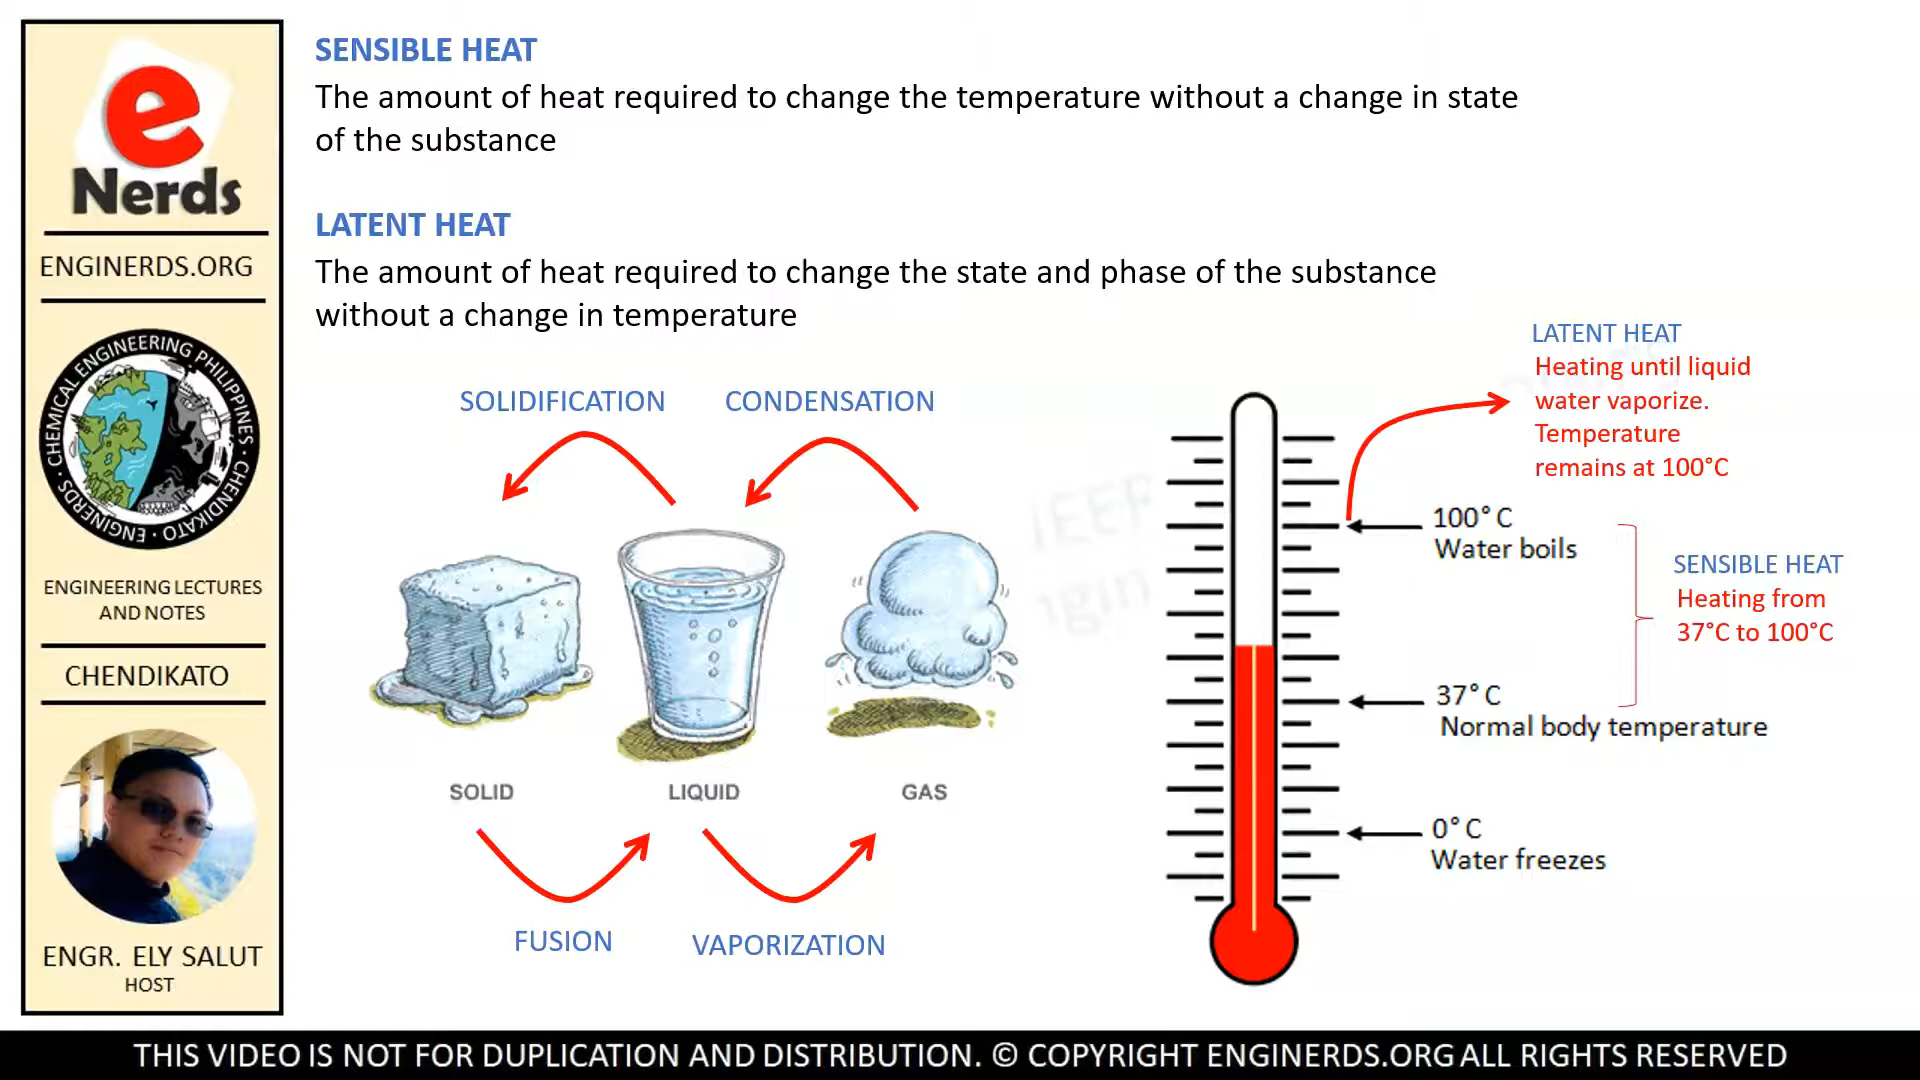 e
Nerds
ENGINERDS.ORG
CHEMICAL ENGINEERING PHILIPPINES · CHENDIKATO · ENGINERDS ·
ENGINEERING LECTURES
AND NOTES
CHENDIKATO
ENGR. ELY SALUT
HOST
SENSIBLE HEAT
The amount of heat required to change the temperature without a change in state
of the substance
LATENT HEAT
The amount of heat required to change the state and phase of the substance
without a change in temperature
SOLIDIFICATION
CONDENSATION
SOLID
LIQUID
GAS
FUSION
VAPORIZATION
LATENT HEAT
Heating until liquid
water vaporize.
Temperature
remains at 100°C
100°C
Water boils
SENSIBLE HEAT
Heating from
37°C to 100°C
37°C
Normal body temperature
0°C
Water freezes
THIS VIDEO IS NOT FOR DUPLICATION AND DISTRIBUTION. © COPYRIGHT ENGINERDS.ORG ALL RIGHTS RESERVED